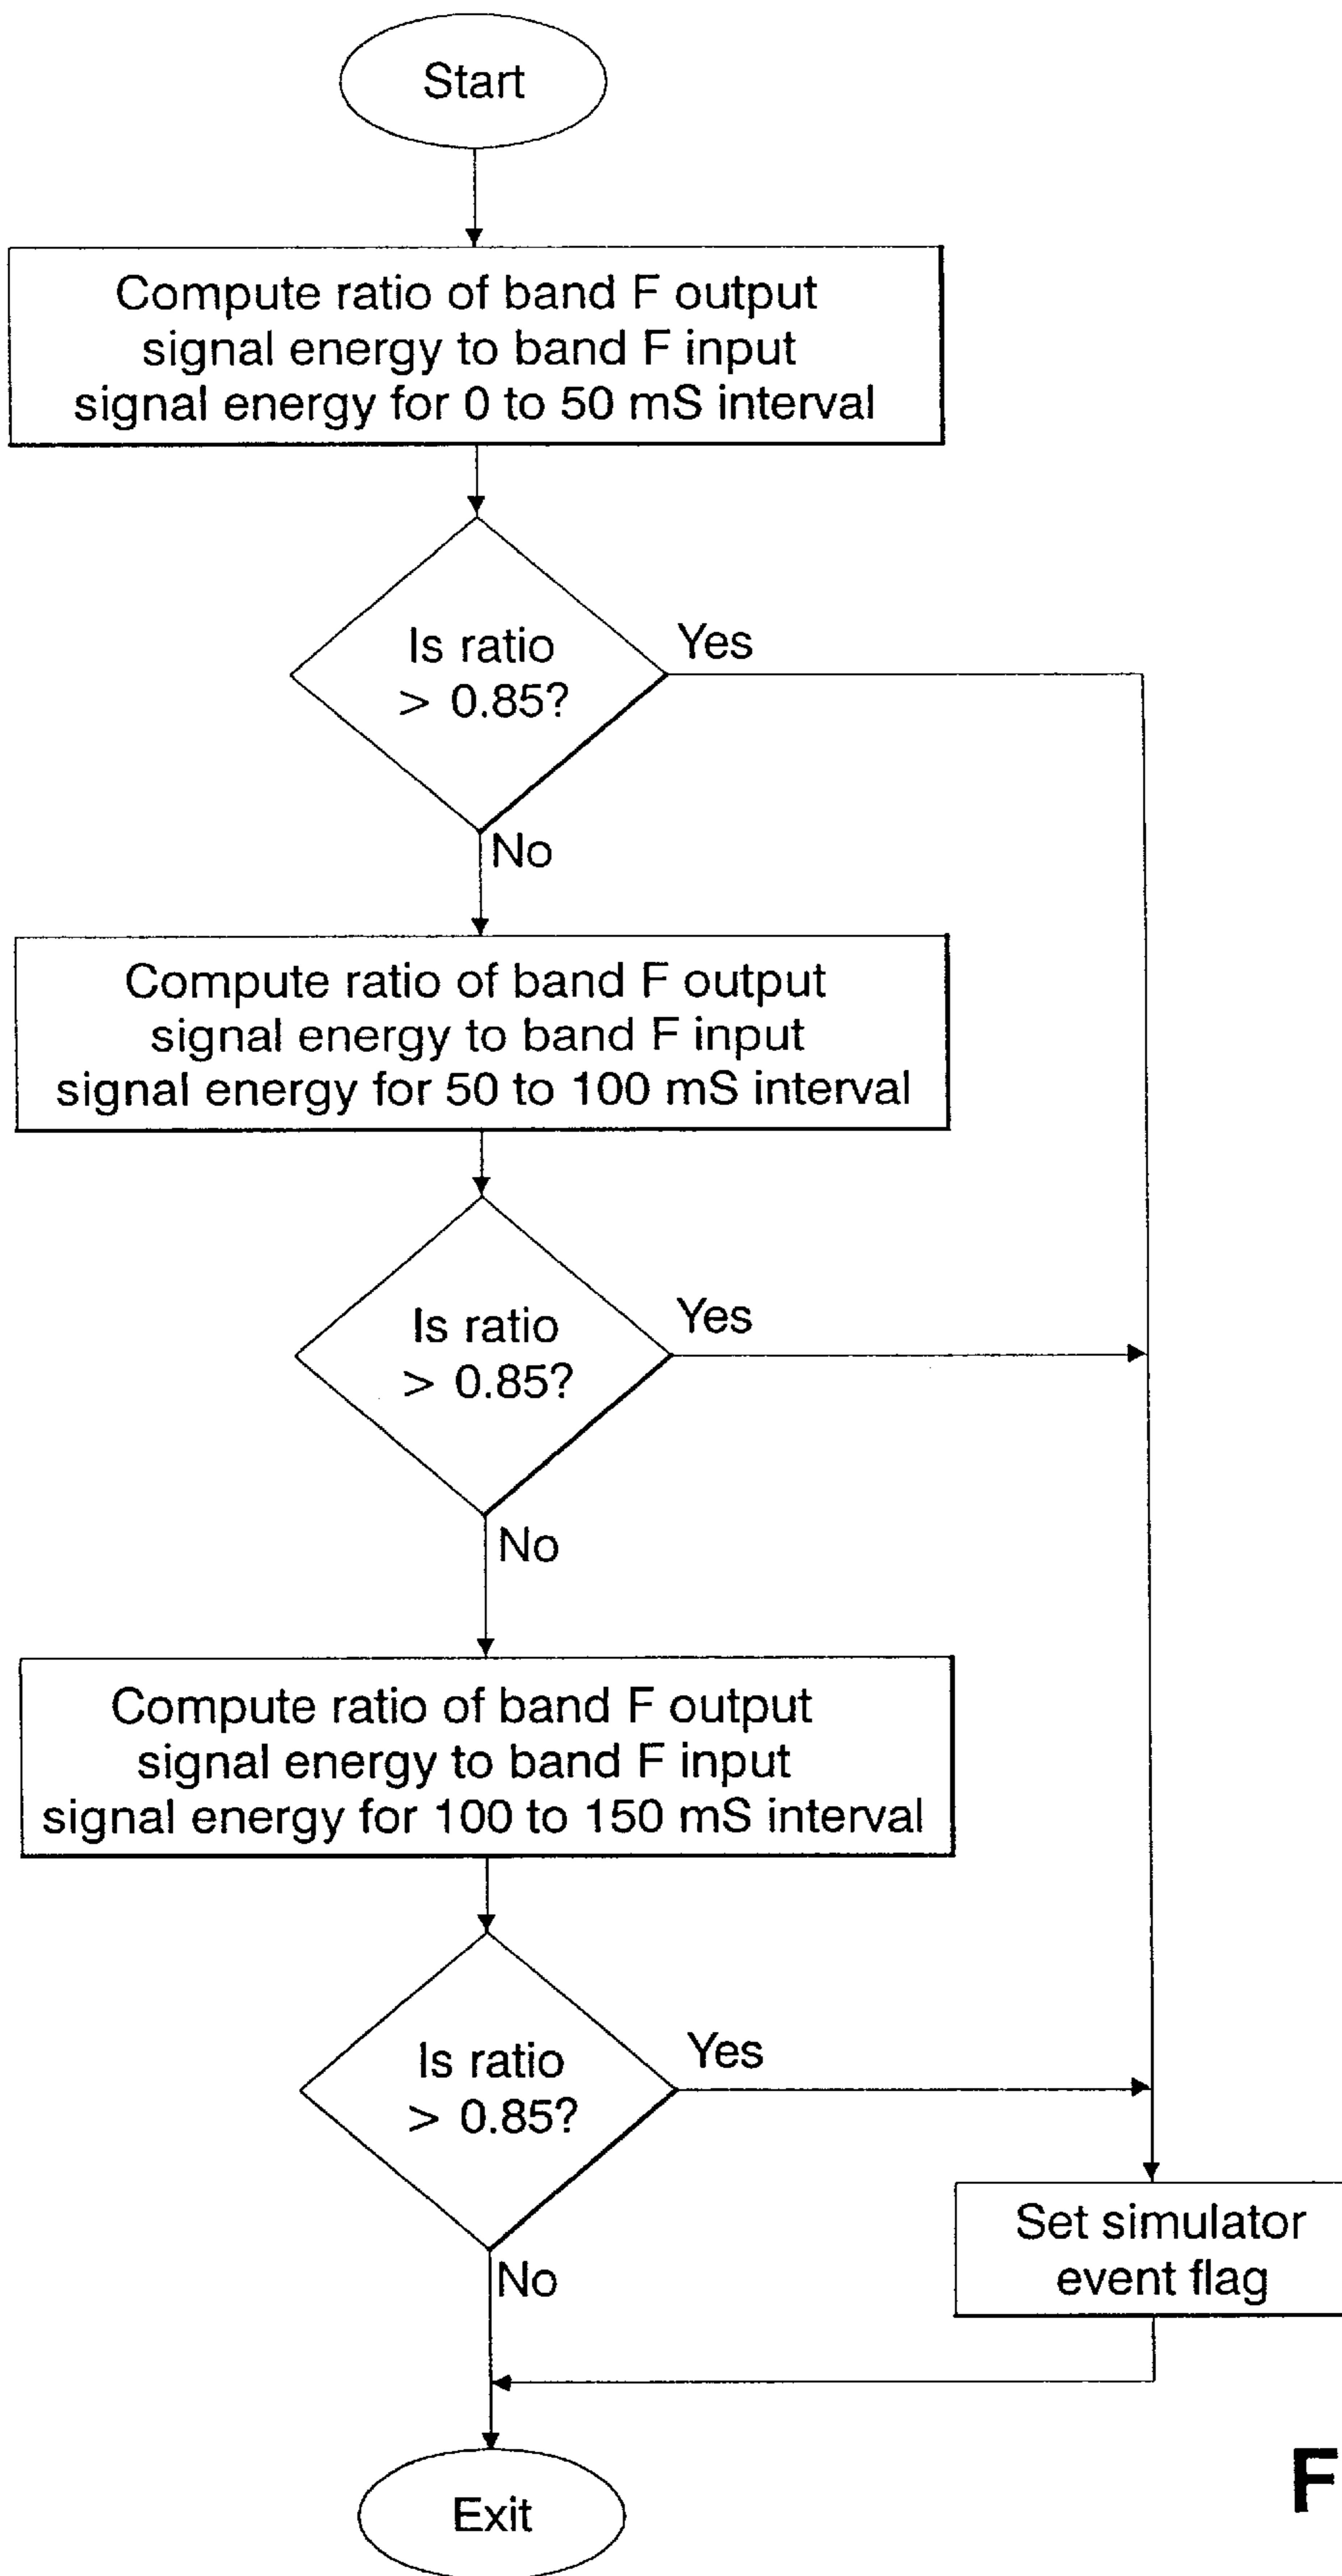 Start
Compute ratio of band F output
signal energy to band F input
signal energy for 0 to 50 mS interval
Is ratio
> 0.85?
Yes
No
Compute ratio of band F output
signal energy to band F input
signal energy for 50 to 100 mS interval
Is ratio
> 0.85?
Yes
No
Compute ratio of band F output
signal energy to band F input
signal energy for 100 to 150 mS interval
Is ratio
> 0.85?
Yes
No
Set simulator
event flag
Exit
F